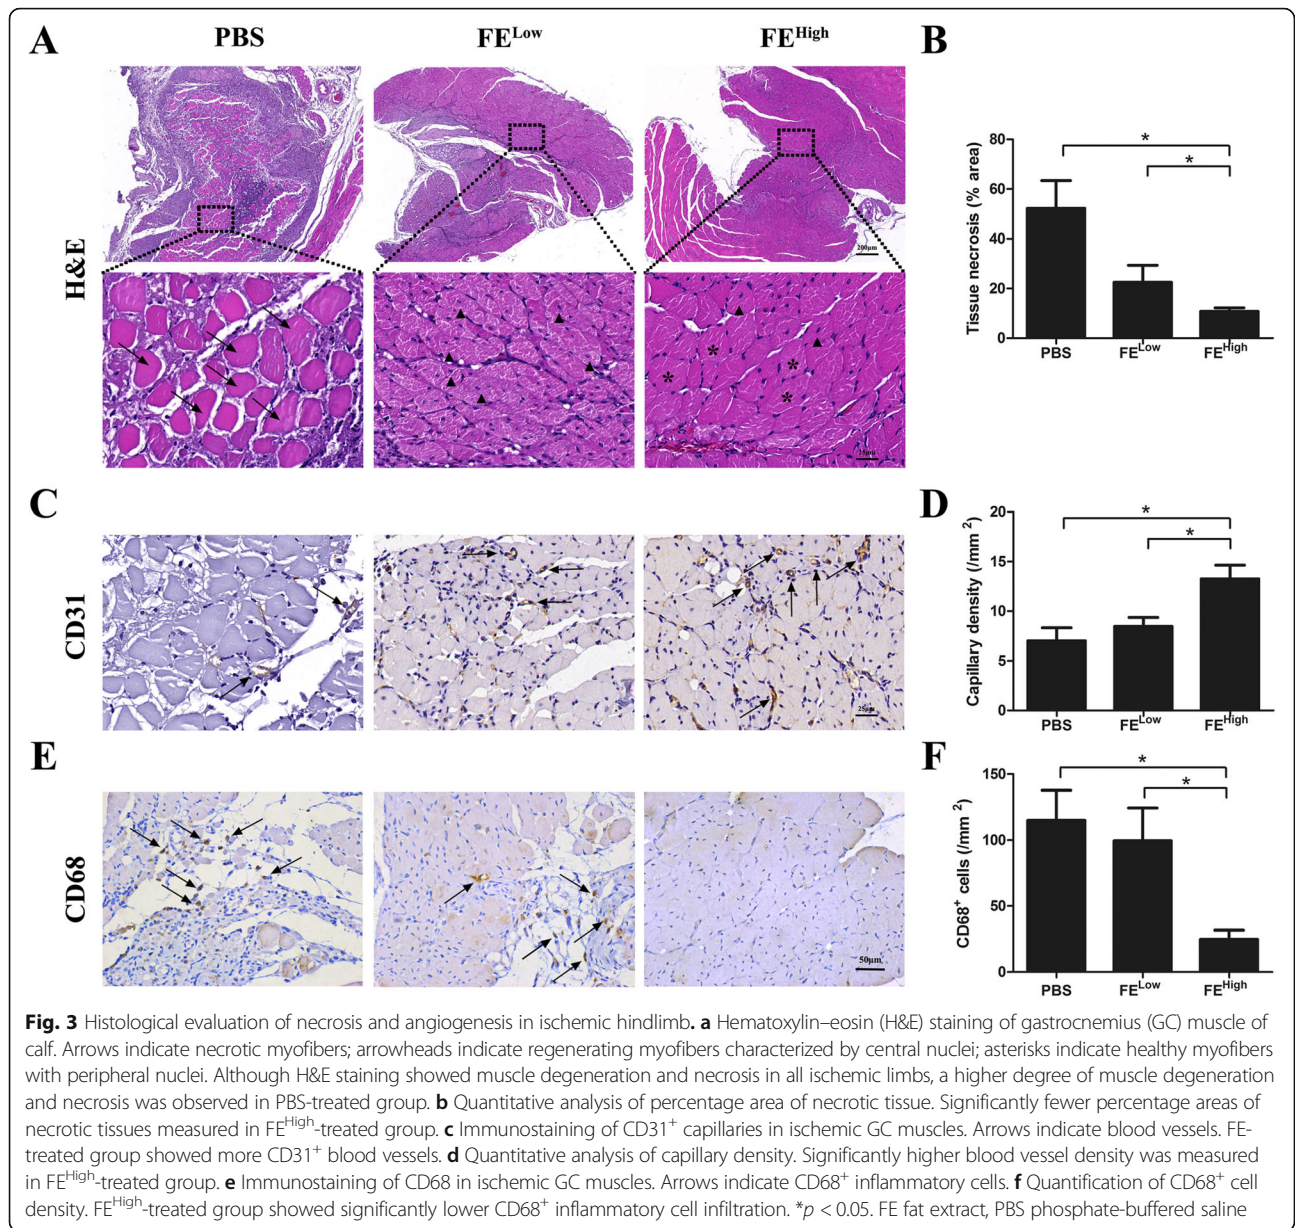 A
PBS
FE^Low
FE^High
B
H&E
200μm
25μm
*
*
*
*
Tissue necrosis (% area)
80
60
40
20
0
*
*
PBS
FE^Low
FE^High
C
CD31
25μm
D
Capillary density (/mm ²)
20
15
10
5
0
*
*
PBS
FE^Low
FE^High
E
CD68
50μm
F
CD68⁺ cells (/mm ²)
150
100
50
0
*
*
PBS
FE^Low
FE^High
Fig. 3 Histological evaluation of necrosis and angiogenesis in ischemic hindlimb. a Hematoxylin–eosin (H&E) staining of gastrocnemius (GC) muscle of
calf. Arrows indicate necrotic myofibers; arrowheads indicate regenerating myofibers characterized by central nuclei; asterisks indicate healthy myofibers
with peripheral nuclei. Although H&E staining showed muscle degeneration and necrosis in all ischemic limbs, a higher degree of muscle degeneration
and necrosis was observed in PBS-treated group. b Quantitative analysis of percentage area of necrotic tissue. Significantly fewer percentage areas of
necrotic tissues measured in FE^High-treated group. c Immunostaining of CD31⁺ capillaries in ischemic GC muscles. Arrows indicate blood vessels. FE-
treated group showed more CD31⁺ blood vessels. d Quantitative analysis of capillary density. Significantly higher blood vessel density was measured
in FE^High-treated group. e Immunostaining of CD68 in ischemic GC muscles. Arrows indicate CD68⁺ inflammatory cells. f Quantification of CD68⁺ cell
density. FE^High-treated group showed significantly lower CD68⁺ inflammatory cell infiltration. *p < 0.05. FE fat extract, PBS phosphate-buffered saline